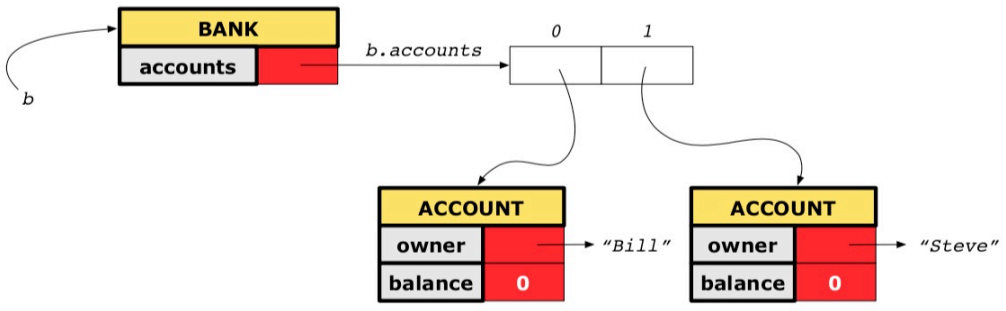 BANK
accounts
b
b.accounts
0 1
ACCOUNT
owner
“Bill”
balance 0
ACCOUNT
owner
“Steve”
balance 0